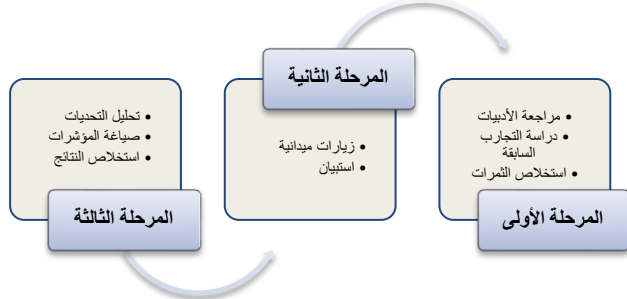 مراجعة الأدبيات
دراسة التجارب
السابقة
استخلاص الثمرات
المرحلة الأولى
المرحلة الثانية
زيارات ميدانية
استبيان
تحليل التحديات
صياغة المؤشرات
استخلاص النتائج
المرحلة الثالثة